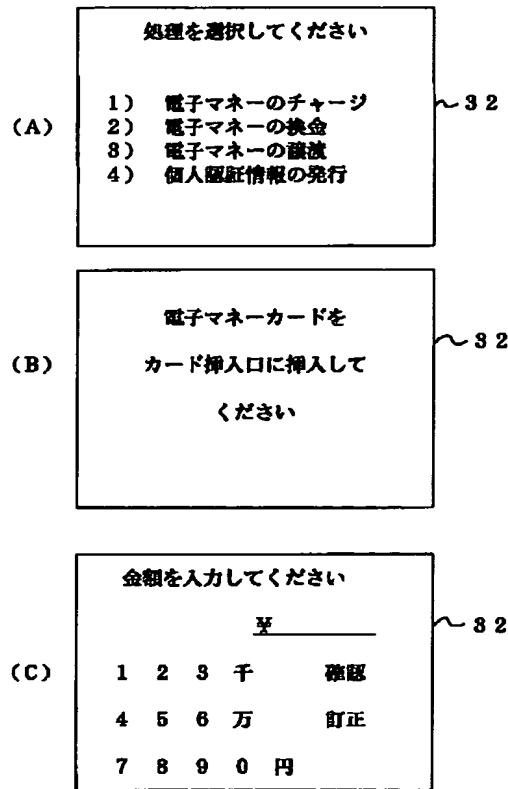 処理を選択してください
(A)
1) 電子マネーのチャージ
2) 電子マネーの換金
3) 電子マネーの譲渡
4) 個人認証情報の発行
32
(B)
電子マネーカードを
カード挿入口に挿入して
ください
32
(C)
金額を入力してください
¥
32
1 2 3 千 確認
4 5 6 万 訂正
7 8 9 0 円